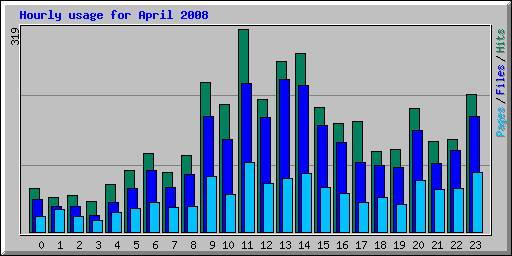 Hourly usage for April 2008
319
Pages/Files/Hits
0 1 2 3 4 5 6 7 8 9 10 11 12 13 14 15 16 17 18 19 20 21 22 23